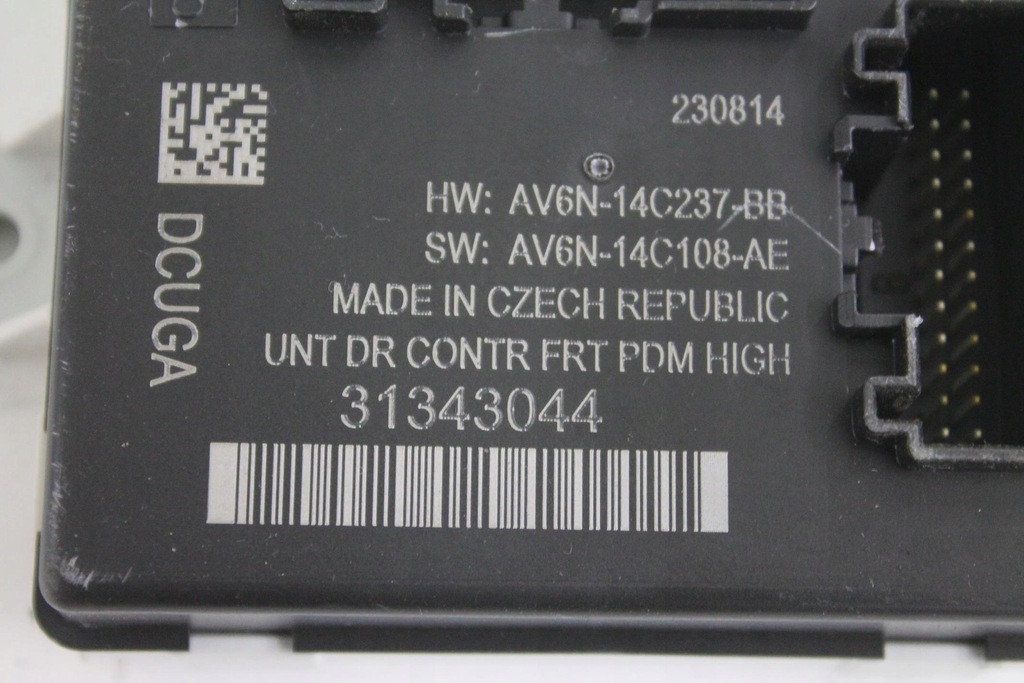 230814
HW: AV6N-14C237-BB
SW: AV6N-14C108-AE
MADE IN CZECH REPUBLIC
UNT DR CONTR FRT PDM HIGH
31343044
DCUGA